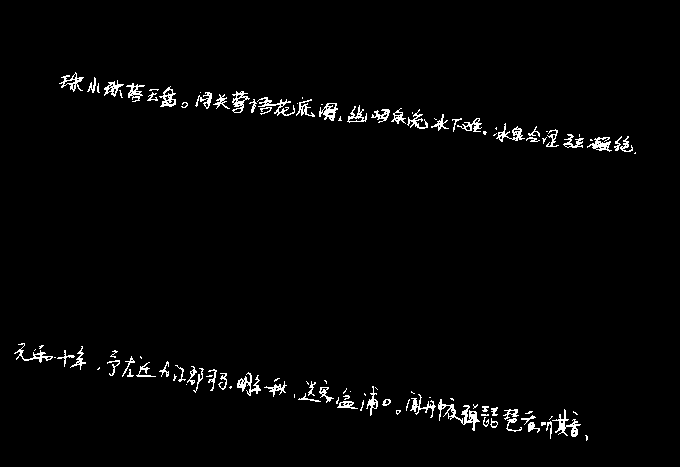 珠小珠落玉盘。间关莺语花底滑，幽咽泉流冰下难。冰泉冷涩弦凝绝，
元和十年，予左迁九江郡司马。明年秋，送客湓浦口。闻舟中夜弹琵琶者，听其音，